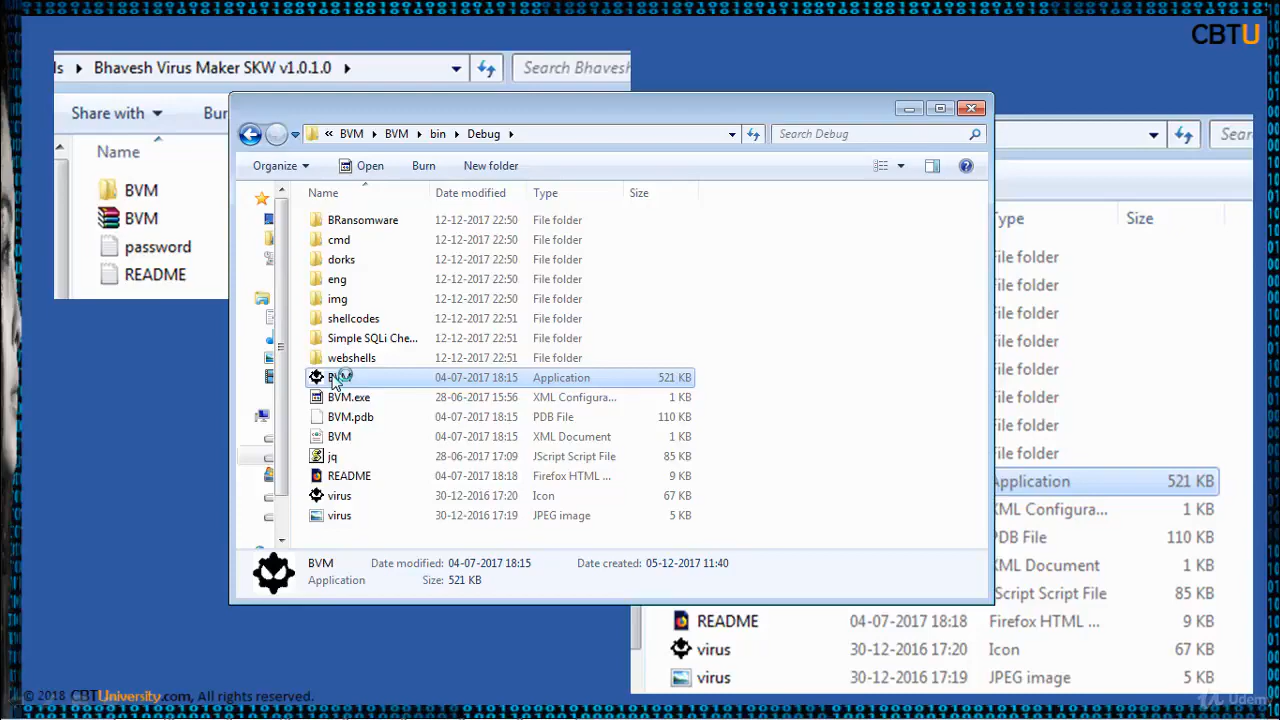 CBTU
ls ▸ Bhavesh Virus Maker SKW v1.0.1.0 ▸
Search Bhavesh
Share with
Bur
Name
BVM
BVM
password
README
« BVM ▸ BVM ▸ bin ▸ Debug ▸
Search Debug
Organize
Open
Burn
New folder
Name Date modified Type Size
BRansomware 12-12-2017 22:50 File folder
cmd 12-12-2017 22:50 File folder
dorks 12-12-2017 22:50 File folder
eng 12-12-2017 22:50 File folder
img 12-12-2017 22:50 File folder
shellcodes 12-12-2017 22:51 File folder
Simple SQLi Che... 12-12-2017 22:51 File folder
webshells 12-12-2017 22:51 File folder
BVM 04-07-2017 18:15 Application 521 KB
BVM.exe 28-06-2017 15:56 XML Configura... 1 KB
BVM.pdb 04-07-2017 18:15 PDB File 110 KB
BVM 04-07-2017 18:15 XML Document 1 KB
jq 28-06-2017 17:09 JScript Script File 85 KB
README 04-07-2017 18:18 Firefox HTML ... 9 KB
virus 30-12-2016 17:20 Icon 67 KB
virus 30-12-2016 17:19 JPEG image 5 KB
BVM Date modified: 04-07-2017 18:15 Date created: 05-12-2017 11:40
Application Size: 521 KB
Sear
Type Size
File folder
File folder
File folder
File folder
File folder
File folder
File folder
File folder
Application 521 KB
XML Configura... 1 KB
PDB File 110 KB
XML Document 1 KB
JScript Script File 85 KB
README 04-07-2017 18:18 Firefox HTML ... 9 KB
virus 30-12-2016 17:20 Icon 67 KB
virus 30-12-2016 17:19 JPEG image 5 KB
© 2018 CBTUniversity.com, All rights reserved.
Udemy